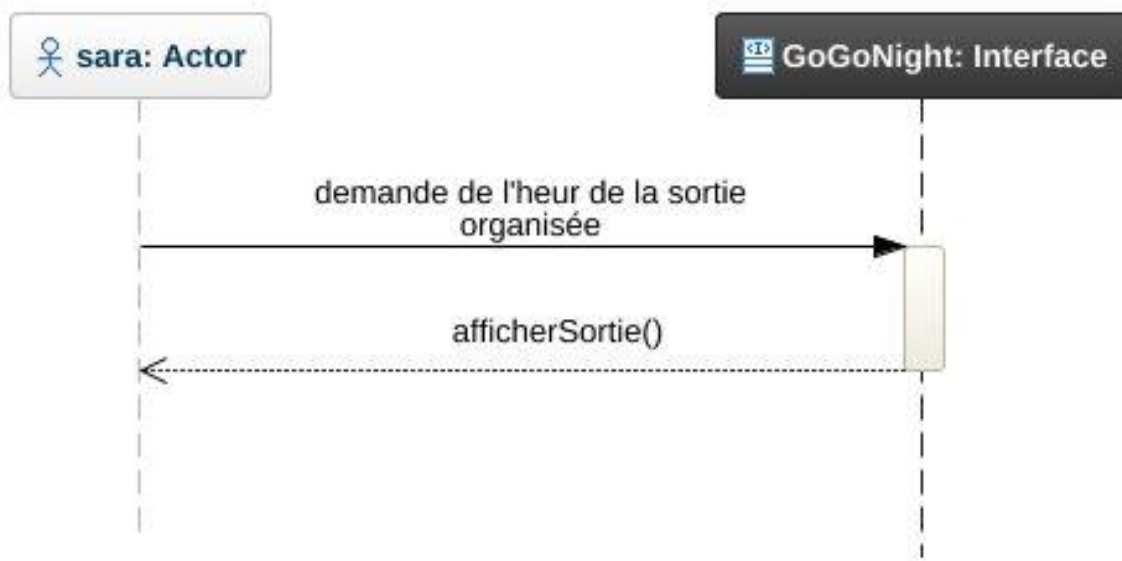 sara: Actor
GoGoNight: Interface
demande de l'heur de la sortie
organisée
afficherSortie()